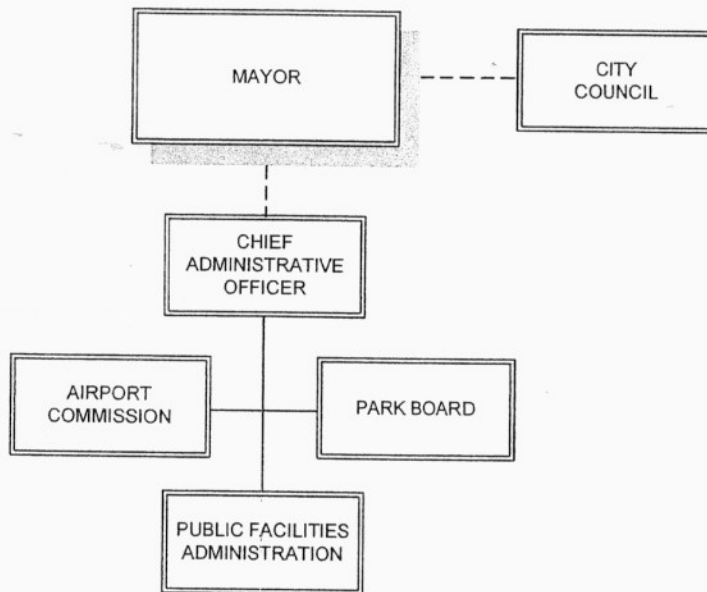 MAYOR
CITY
COUNCIL
CHIEF
ADMINISTRATIVE
OFFICER
AIRPORT
COMMISSION
PARK BOARD
PUBLIC FACILITIES
ADMINISTRATION